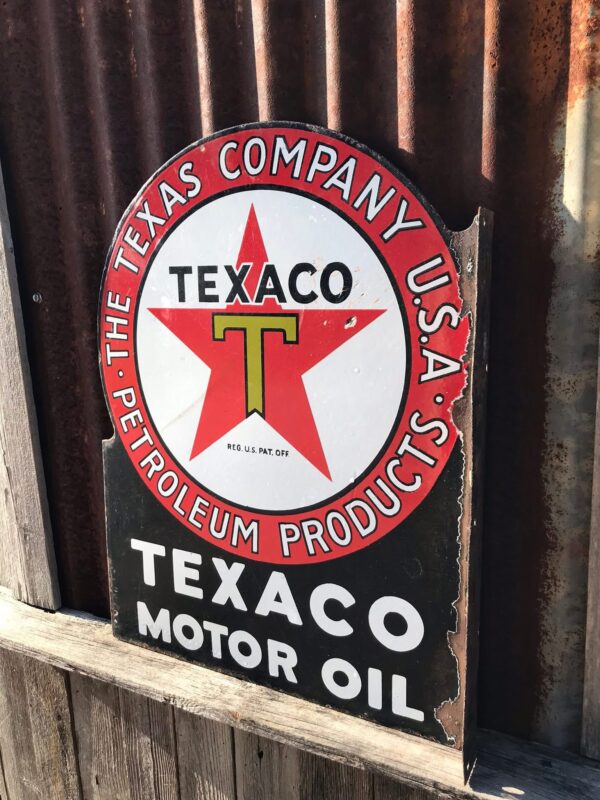 · THE TEXAS COMPANY U.S.A ·
TEXACO
T
REG. U.S. PAT. OFF
PETROLEUM PRODUCTS
TEXACO
MOTOR OIL